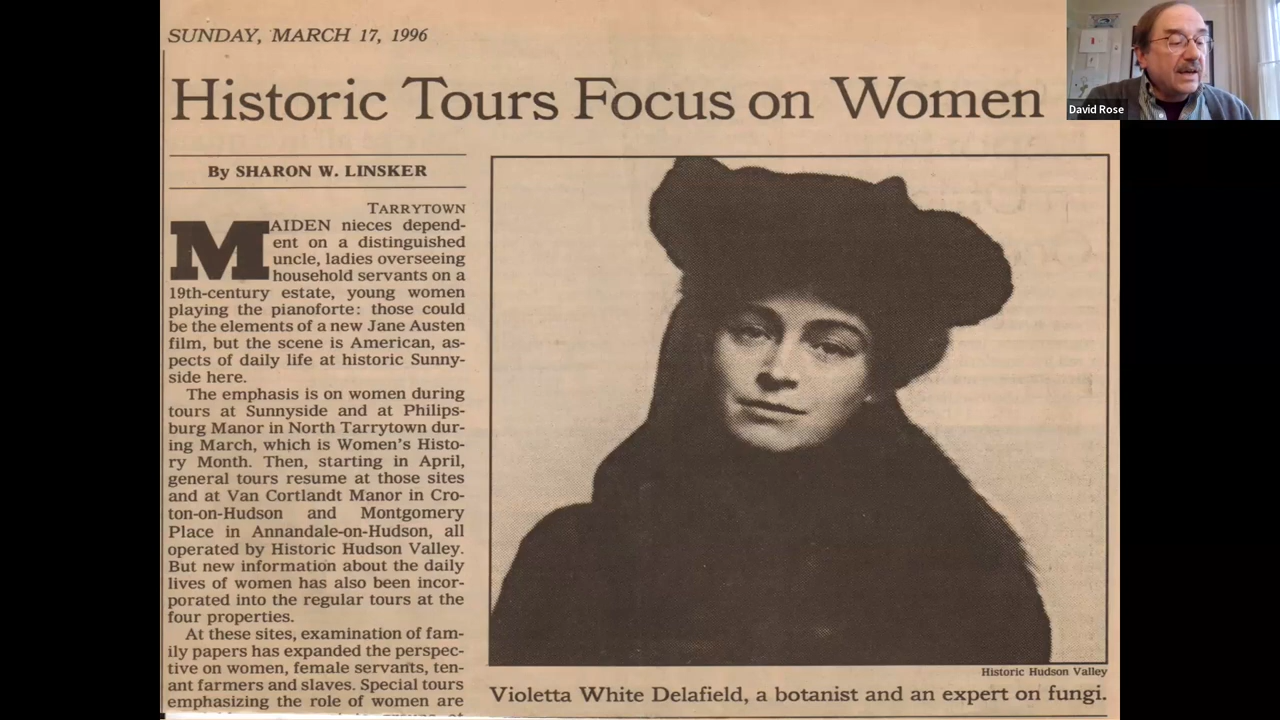 SUNDAY, MARCH 17, 1996
Historic Tours Focus on Women
David Rose
By SHARON W. LINSKER
TARRYTOWN
MAIDEN nieces depend-
ent on a distinguished
uncle, ladies overseeing
household servants on a
19th-century estate, young women
playing the pianoforte: those could
be the elements of a new Jane Austen
film, but the scene is American, as-
pects of daily life at historic Sunny-
side here.
The emphasis is on women during
tours at Sunnyside and at Philips-
burg Manor in North Tarrytown dur-
ing March, which is Women's Histo-
ry Month. Then, starting in April,
general tours resume at those sites
and at Van Cortlandt Manor in Cro-
ton-on-Hudson and Montgomery
Place in Annandale-on-Hudson, all
operated by Historic Hudson Valley.
But new information about the daily
lives of women has also been incor-
porated into the regular tours at the
four properties.
At these sites, examination of fam-
ily papers has expanded the perspec-
tive on women, female servants, ten-
ant farmers and slaves. Special tours
emphasizing the role of women are
Historic Hudson Valley
Violetta White Delafield, a botanist and an expert on fungi.